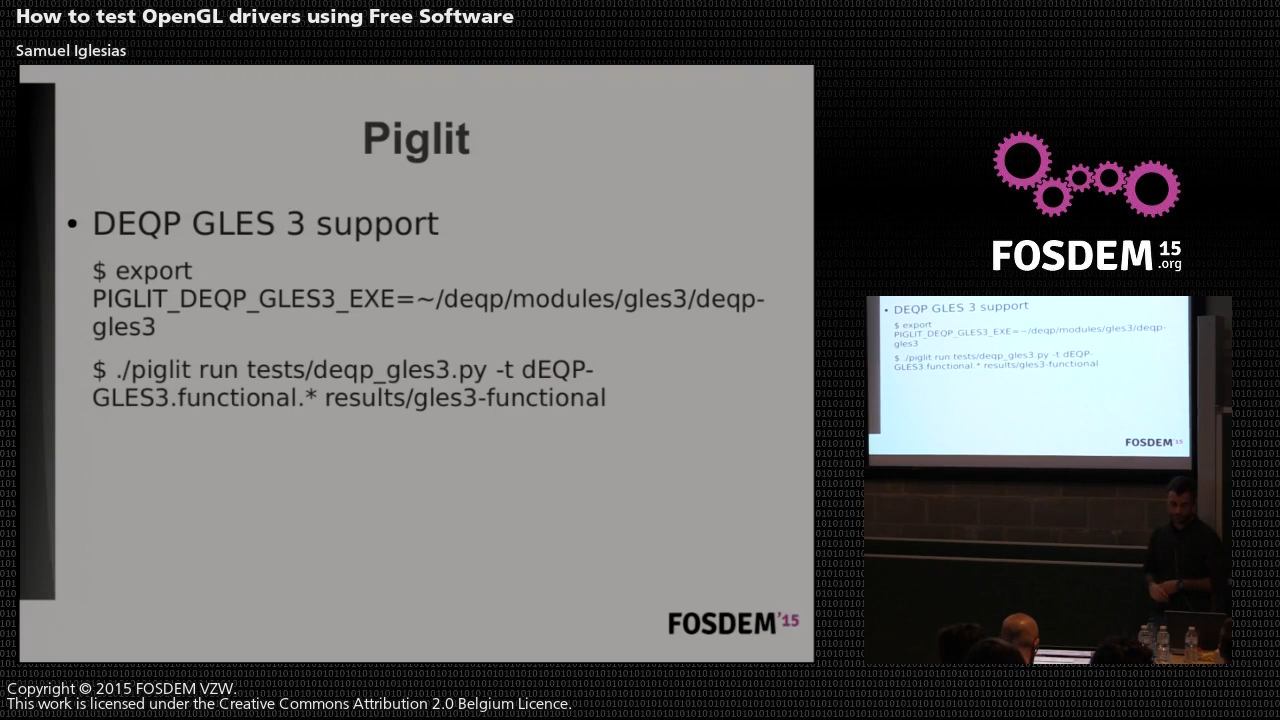 How to test OpenGL drivers using Free Software
Samuel Iglesias
Piglit
• DEQP GLES 3 support
$ export
PIGLIT_DEQP_GLES3_EXE=~/deqp/modules/gles3/deqp-
gles3
$ ./piglit run tests/deqp_gles3.py -t dEQP-
GLES3.functional.* results/gles3-functional
FOSDEM'15
FOSDEM 15
.org
• DEQP GLES 3 support
$ export
PIGLIT_DEQP_GLES3_EXE=~/deqp/modules/gles3/deqp-
gles3
$ ./piglit run tests/deqp_gles3.py -t dEQP-
GLES3.functional.* results/gles3-functional
FOSDEM'15
Copyright © 2015 FOSDEM VZW.
This work is licensed under the Creative Commons Attribution 2.0 Belgium Licence.